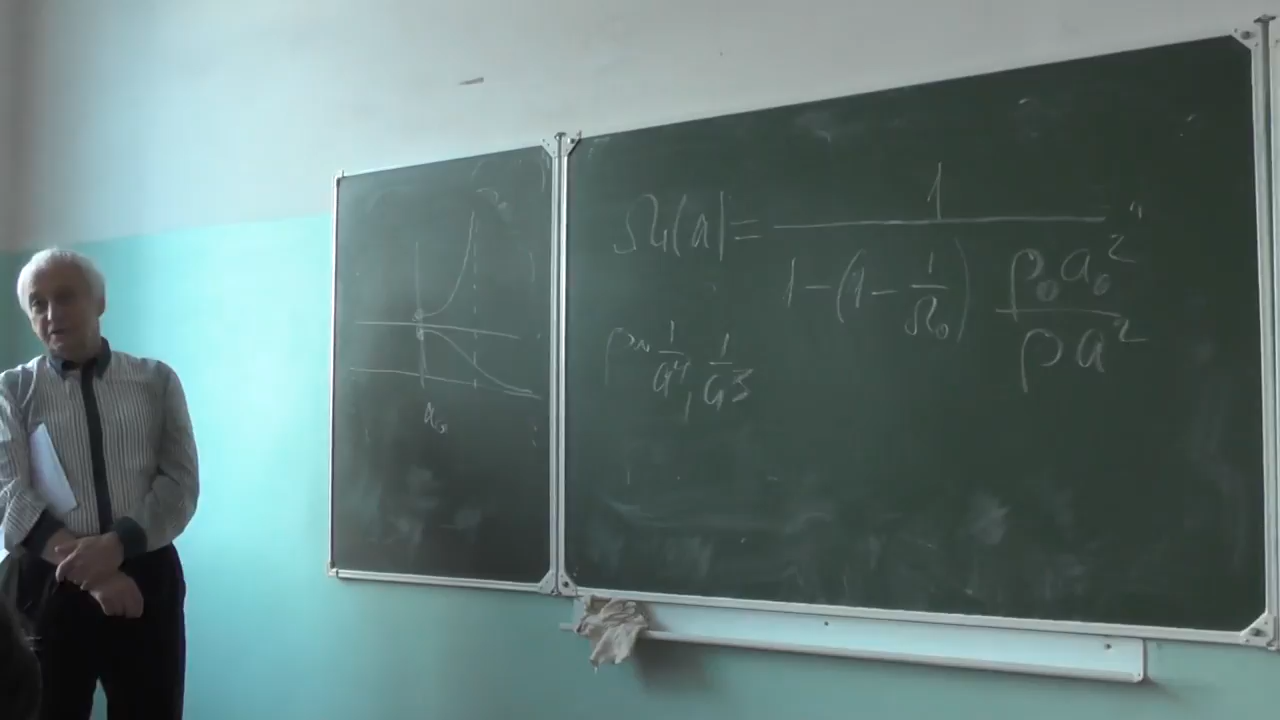 a₀
Ω(a) = 1 / (1 − (1 − 1/Ω₀) ρ₀a₀² / ρa²)
ρ ~ 1/a⁴, 1/a³